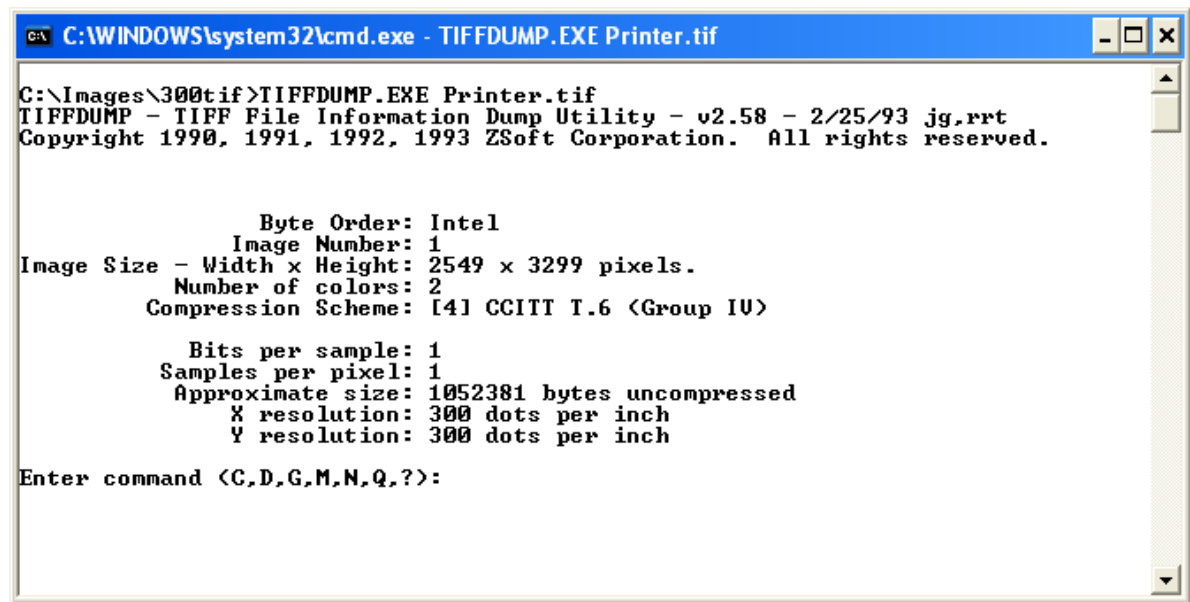 C:\WINDOWS\system32\cmd.exe - TIFFDUMP.EXE Printer.tif
C:\Images\300tif>TIFFDUMP.EXE Printer.tif
TIFFDUMP - TIFF File Information Dump Utility - v2.58 - 2/25/93 jg,rrt
Copyright 1990, 1991, 1992, 1993 ZSoft Corporation.  All rights reserved.
Byte Order: Intel
Image Number: 1
Image Size - Width x Height: 2549 x 3299 pixels.
Number of colors: 2
Compression Scheme: [4] CCITT T.6 (Group IV)
Bits per sample: 1
Samples per pixel: 1
Approximate size: 1052381 bytes uncompressed
X resolution: 300 dots per inch
Y resolution: 300 dots per inch
Enter command (C,D,G,M,N,Q,?):